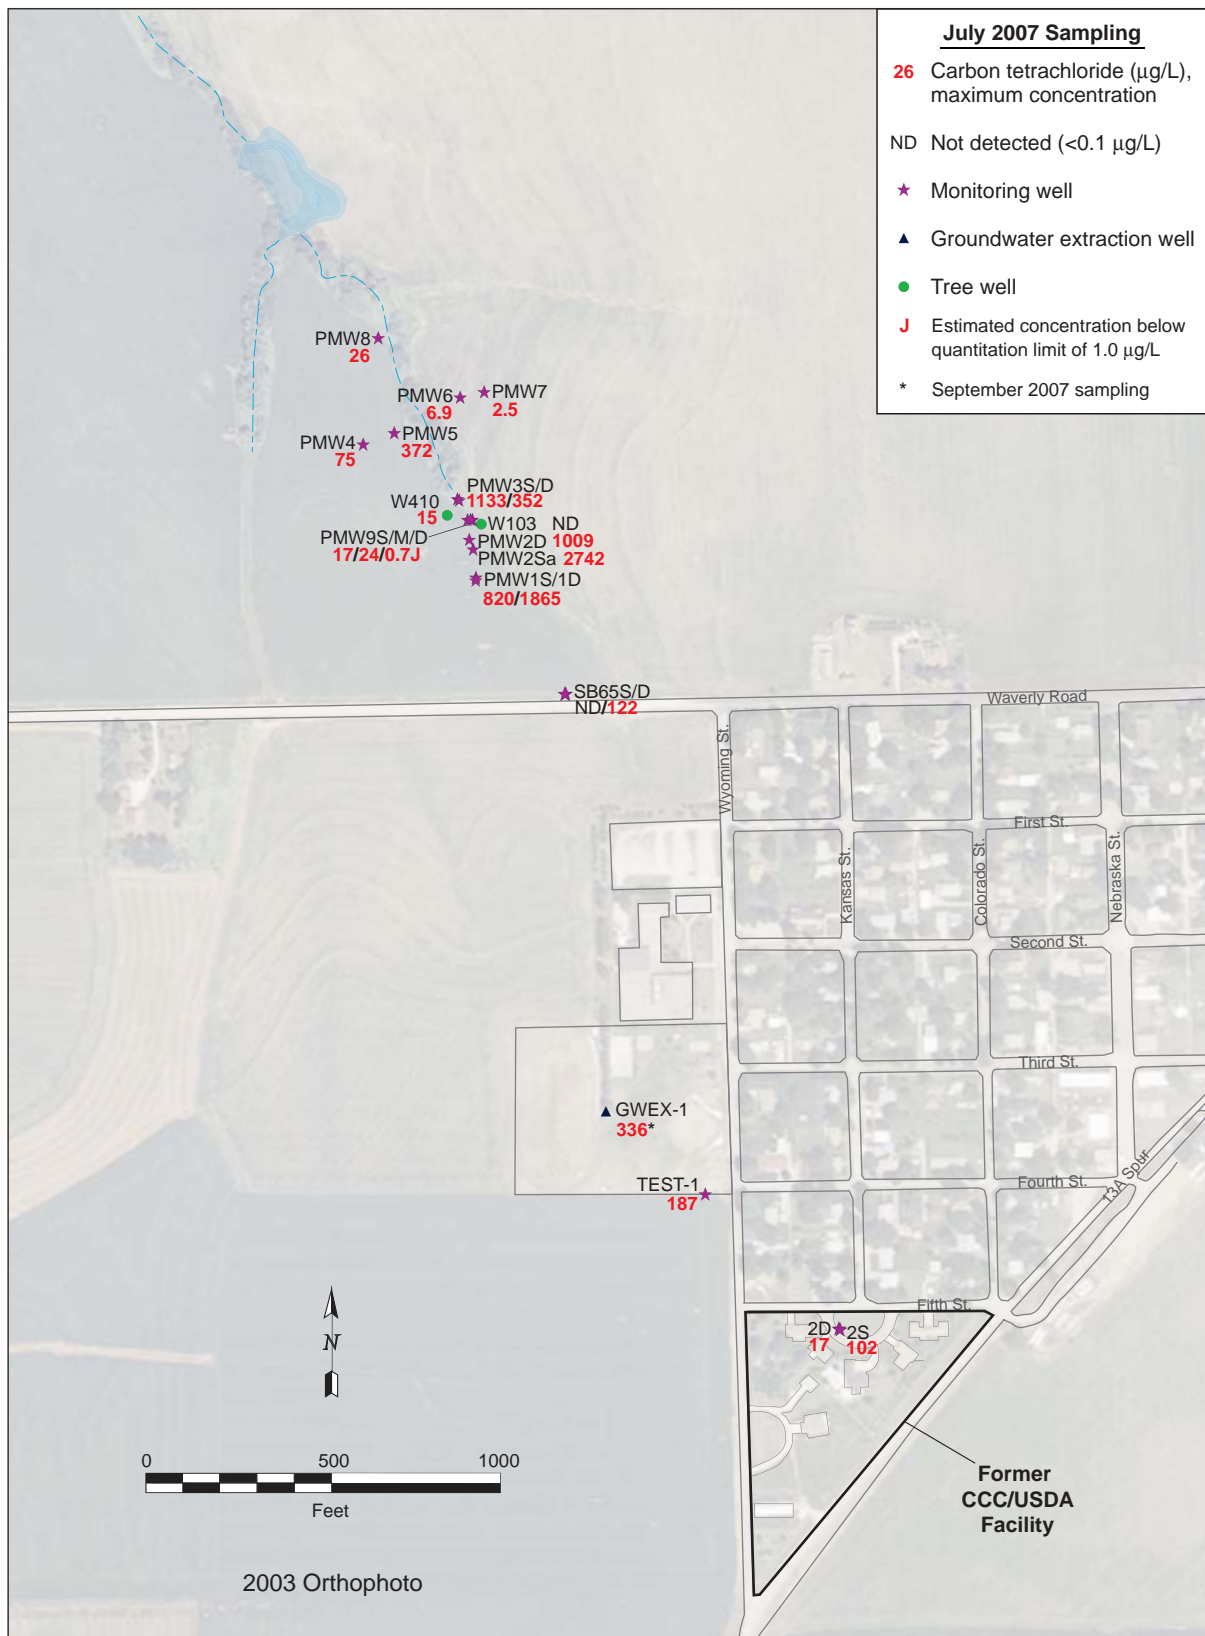 July 2007 Sampling
26 Carbon tetrachloride (µg/L),
maximum concentration
ND Not detected (<0.1 µg/L)
Monitoring well
Groundwater extraction well
Tree well
J Estimated concentration below
quantitation limit of 1.0 µg/L
* September 2007 sampling
PMW8
26
PMW6
6.9
PMW7
2.5
PMW5
372
PMW4
75
PMW3S/D
1133/352
W410
15
W103 ND
PMW9S/M/D
17/24/0.7J
PMW2D 1009
PMW2Sa 2742
PMW1S/1D
820/1865
SB65S/D
ND/122
Waverly Road
Wyoming St.
First St.
Kansas St.
Colorado St.
Nebraska St.
Second St.
Third St.
GWEX-1
336*
TEST-1
187
Fourth St.
13A Spur
Fifth St.
2D
17
2S
102
N
0 500 1000
Feet
Former
CCC/USDA
Facility
2003 Orthophoto